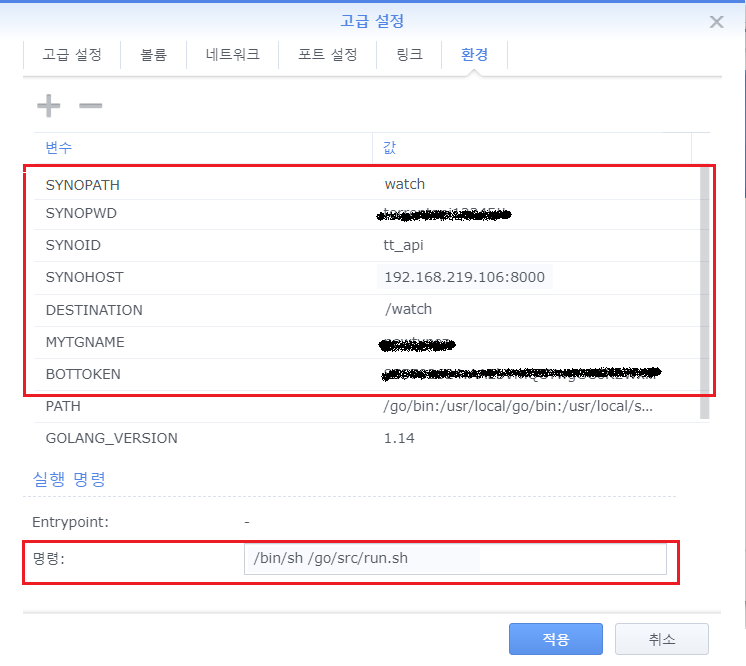 고급 설정
고급 설정 볼륨 네트워크 포트 설정 링크 환경
변수 값
SYNOPATH watch
SYNOPWD
SYNOID tt_api
SYNOHOST 192.168.219.106:8000
DESTINATION /watch
MYTGNAME
BOTTOKEN
PATH /go/bin:/usr/local/go/bin:/usr/local/s...
GOLANG_VERSION 1.14
실행 명령
Entrypoint: -
명령: /bin/sh /go/src/run.sh
적용 취소